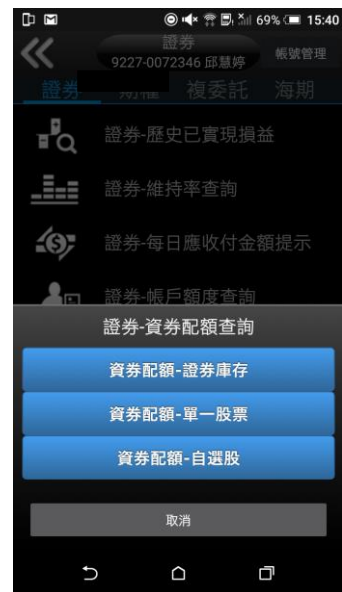 69% 15:40
證券
9227-0072346 邱慧婷 帳號管理
證券 期權 複委託 海期
證券-歷史已實現損益
證券-維持率查詢
證券-每日應收付金額提示
證券-帳戶額度查詢
證券-資券配額查詢
資券配額-證券庫存
資券配額-單一股票
資券配額-自選股
取消